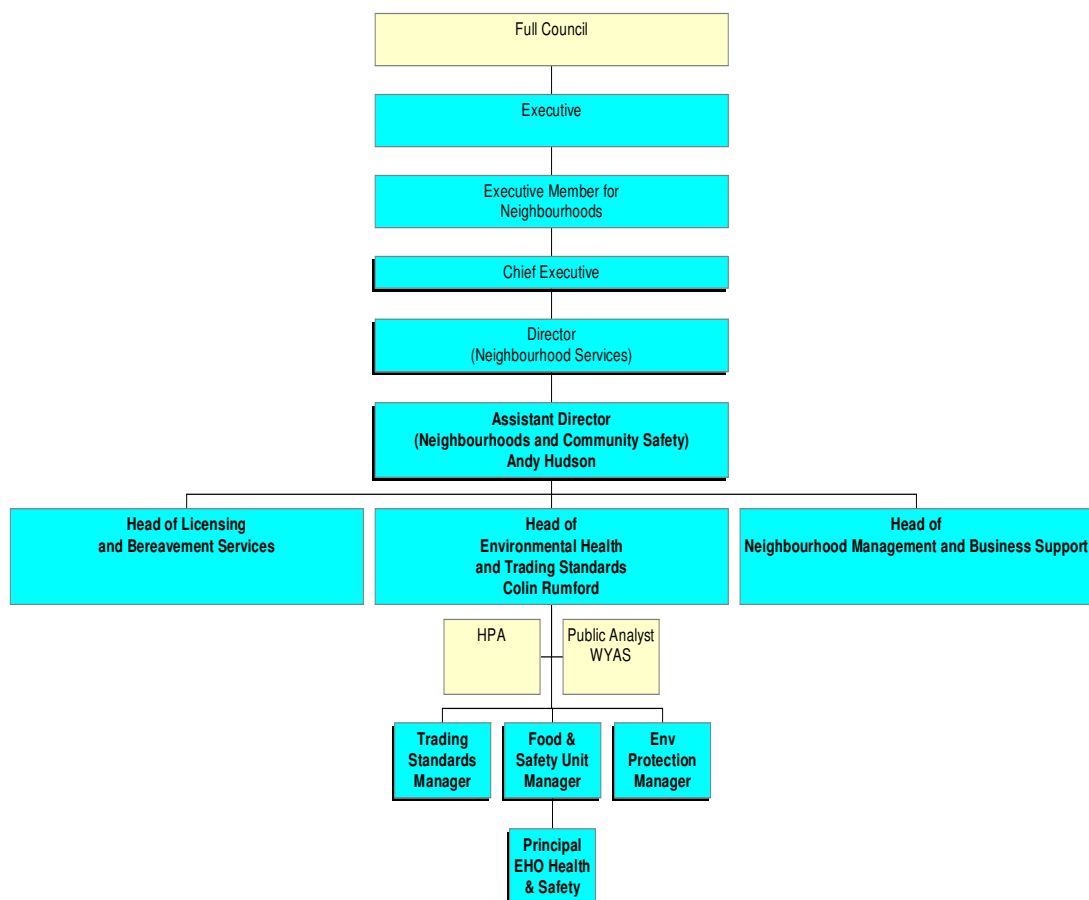 Full Council
Executive
Executive Member for
Neighbourhoods
Chief Executive
Director
(Neighbourhood Services)
Assistant Director
(Neighbourhoods and Community Safety)
Andy Hudson
Head of Licensing
and Bereavement Services
Head of
Environmental Health
and Trading Standards
Colin Rumford
Head of
Neighbourhood Management and Business Support
HPA
Public Analyst
WYAS
Trading
Standards
Manager
Food &
Safety Unit
Manager
Env
Protection
Manager
Principal
EHO Health
& Safety